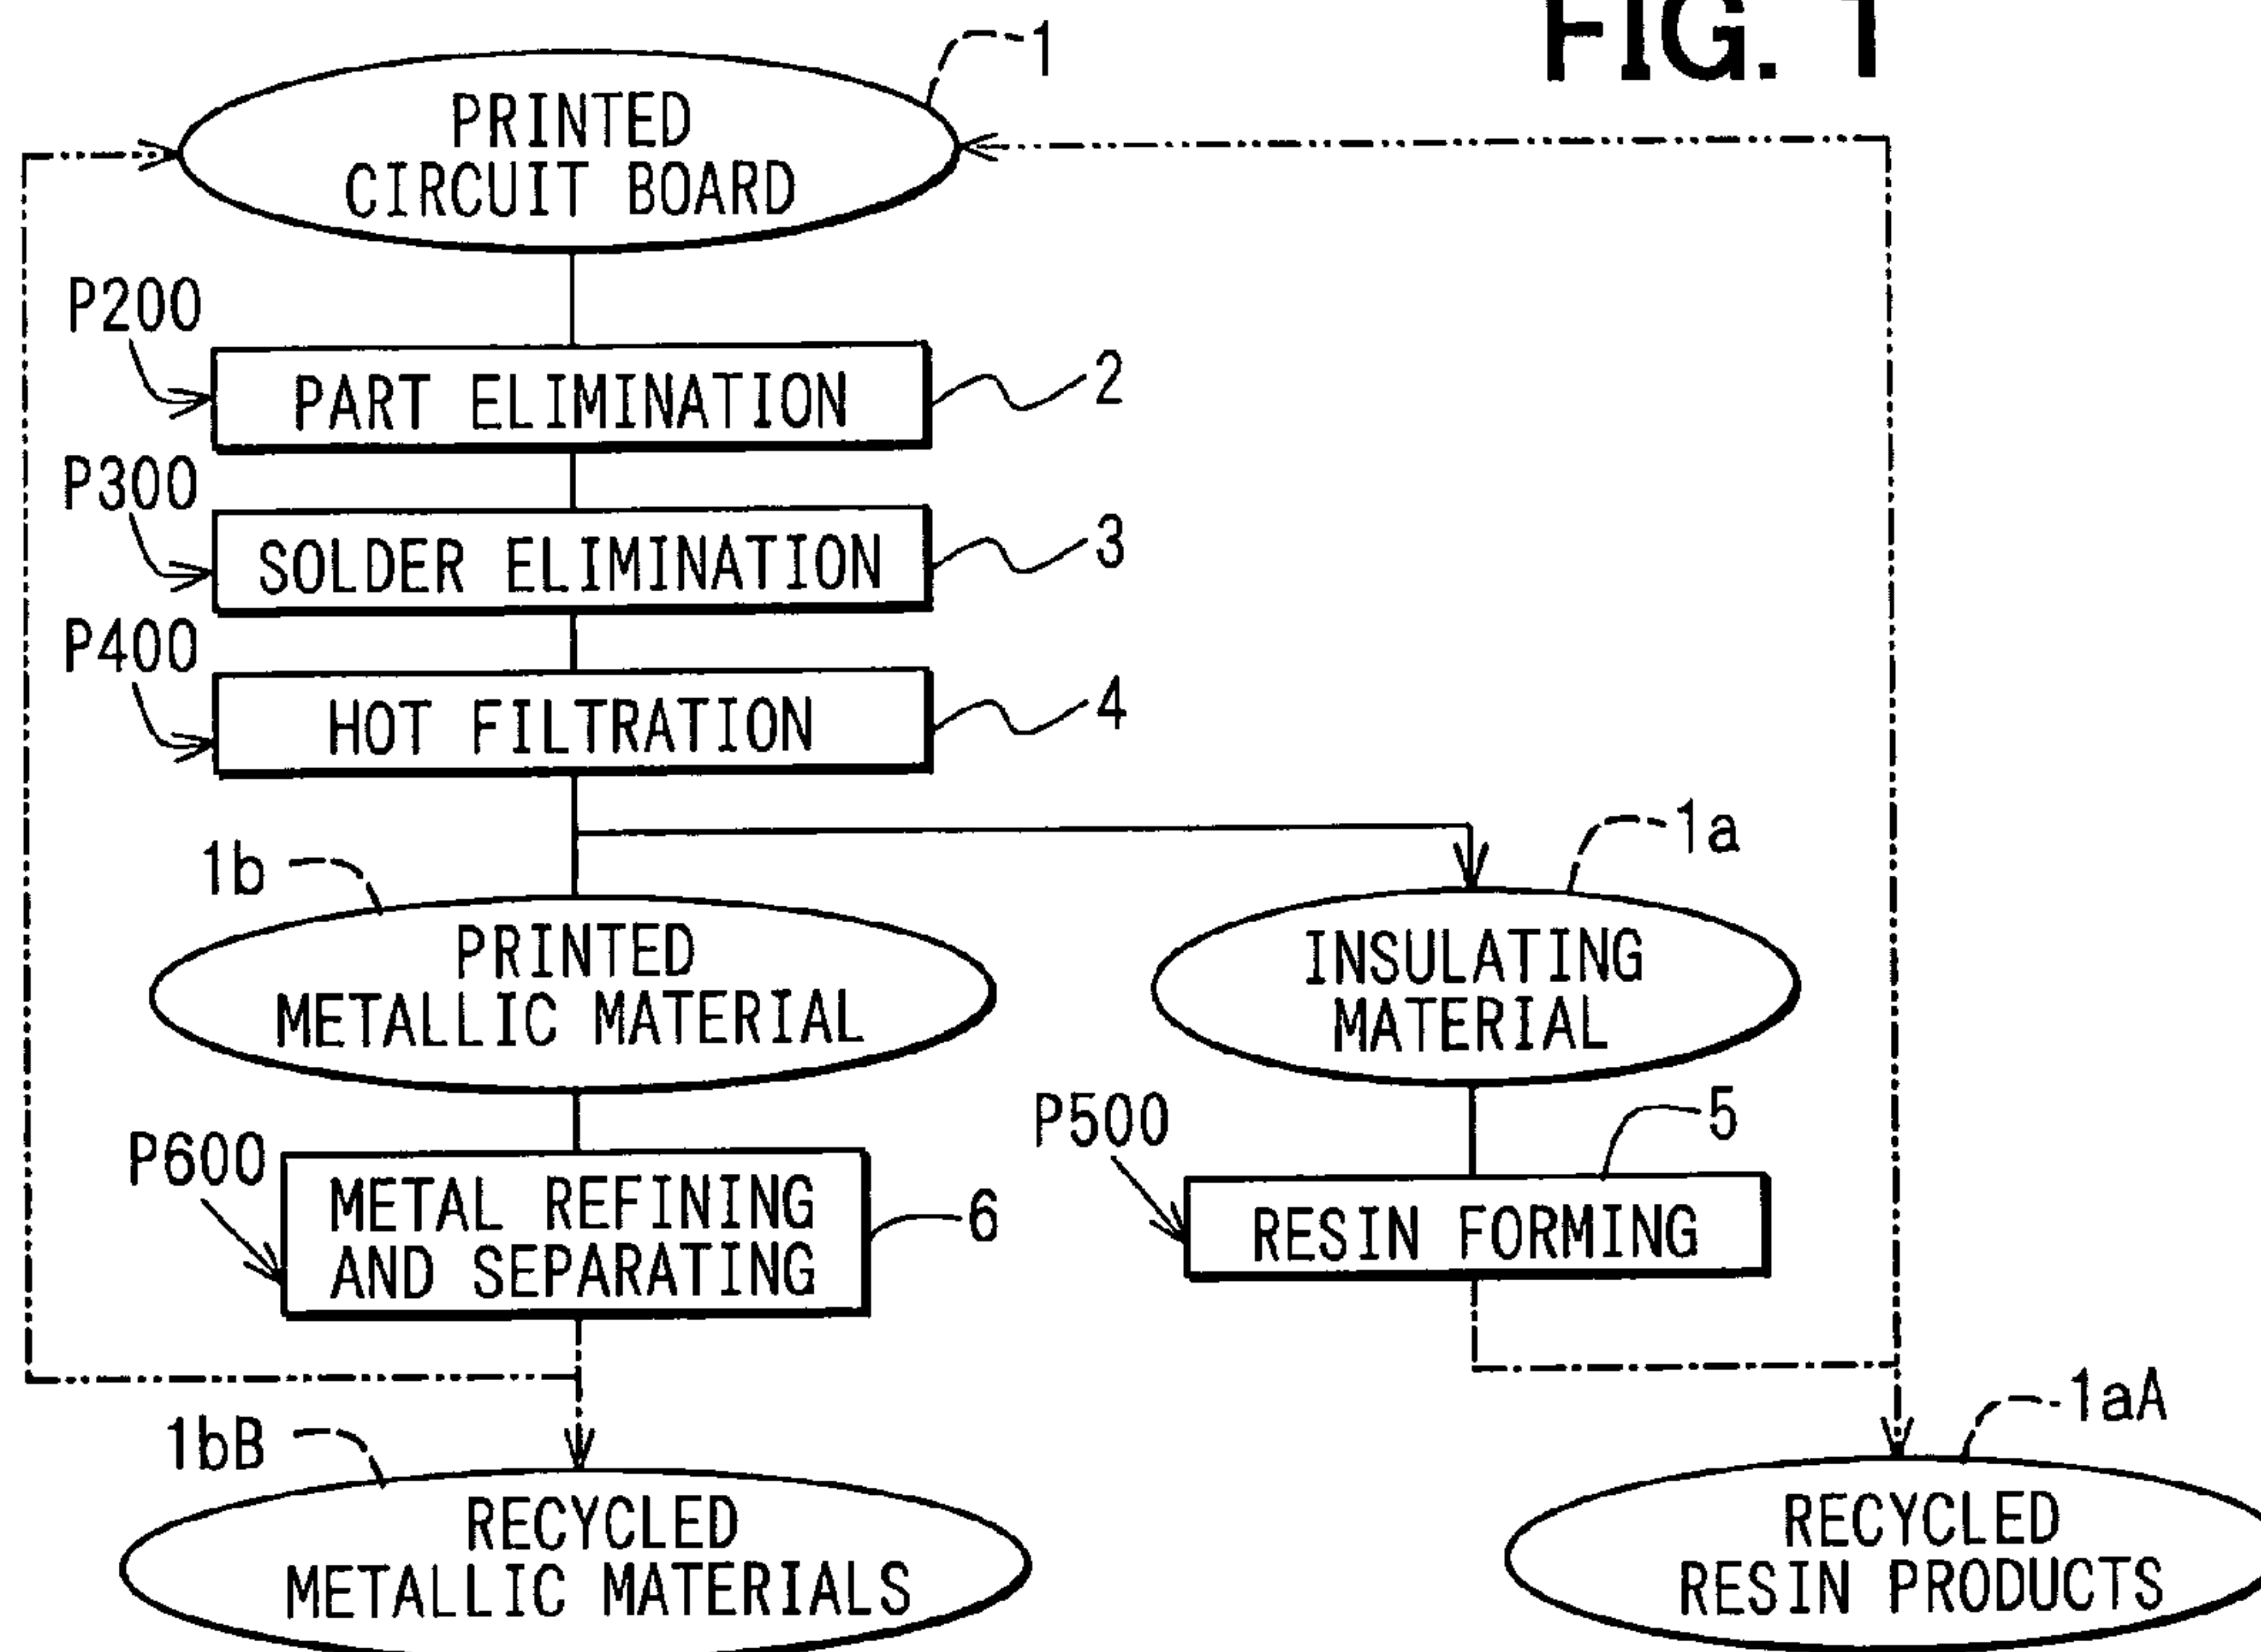 FIG. 1
1
PRINTED
CIRCUIT BOARD
P200
PART ELIMINATION
2
P300
SOLDER ELIMINATION
3
P400
HOT FILTRATION
4
1b
1a
PRINTED
METALLIC MATERIAL
INSULATING
MATERIAL
P600
METAL REFINING
AND SEPARATING
6
P500
5
RESIN FORMING
1bB
RECYCLED
METALLIC MATERIALS
1aA
RECYCLED
RESIN PRODUCTS